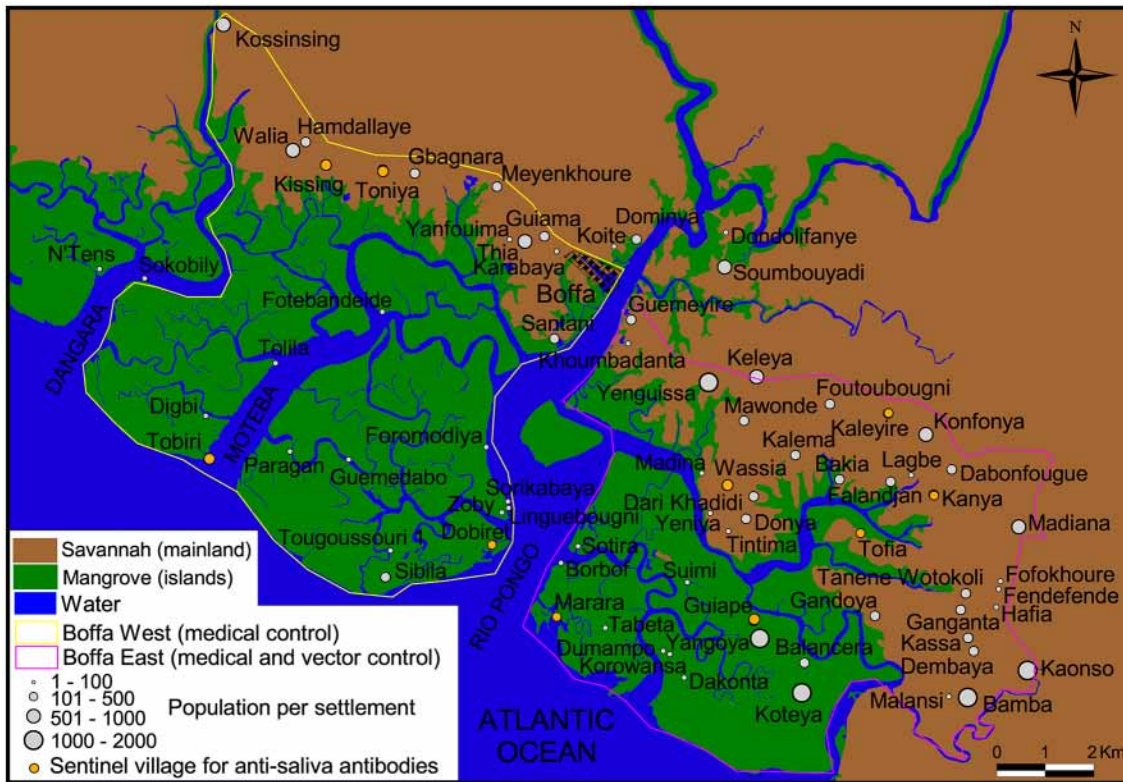 N
Kossinsing
Hamdallaye
Walia
Gbagnara
Kissing
Toniya
Meyenkhoure
Guiama
Dominya
Yanfouima
Koite
Dondolifanye
N'Tens
Thia
Sokobily
Karabaya
Soumbouyadi
Boffa
Fotebandeide
Guemeyire
Santani
DANGARA
Tolila
Khoumbadanta
Keleya
Yenguissa
Foutoubougni
Digbi
Mawonde
Konfonya
MOTEBA
Tobiri
Foromodiya
Kalema
Kaleyire
Paragan
Guemedabo
Madina
Wassia
Bakia
Lagbe
Dabonfougue
Sorikabaya
Dari Khadidi
Falandjan
Kanya
Zoby
Linguebougni
Yeniya
Donya
Madiana
Tougoussouri 1
Dobiret
Tintima
Tofia
Sotira
Sibila
RIO PONGO
Borbof
Suimi
Tanene Wotokoli
Fofokhoure
Marara
Guiape
Gandoya
Fendefende
Tabeta
Ganganta
Hafia
Dumampo
Yangoya
Balancera
Kassa
Korowansa
Dembaya
Kaonso
Dakonta
Malansi
Bamba
Koteya
ATLANTIC
OCEAN
0 1 2 Km
Savannah (mainland)
Mangrove (islands)
Water
Boffa West (medical control)
Boffa East (medical and vector control)
1 - 100
101 - 500
501 - 1000
1000 - 2000
Population per settlement
Sentinel village for anti-saliva antibodies